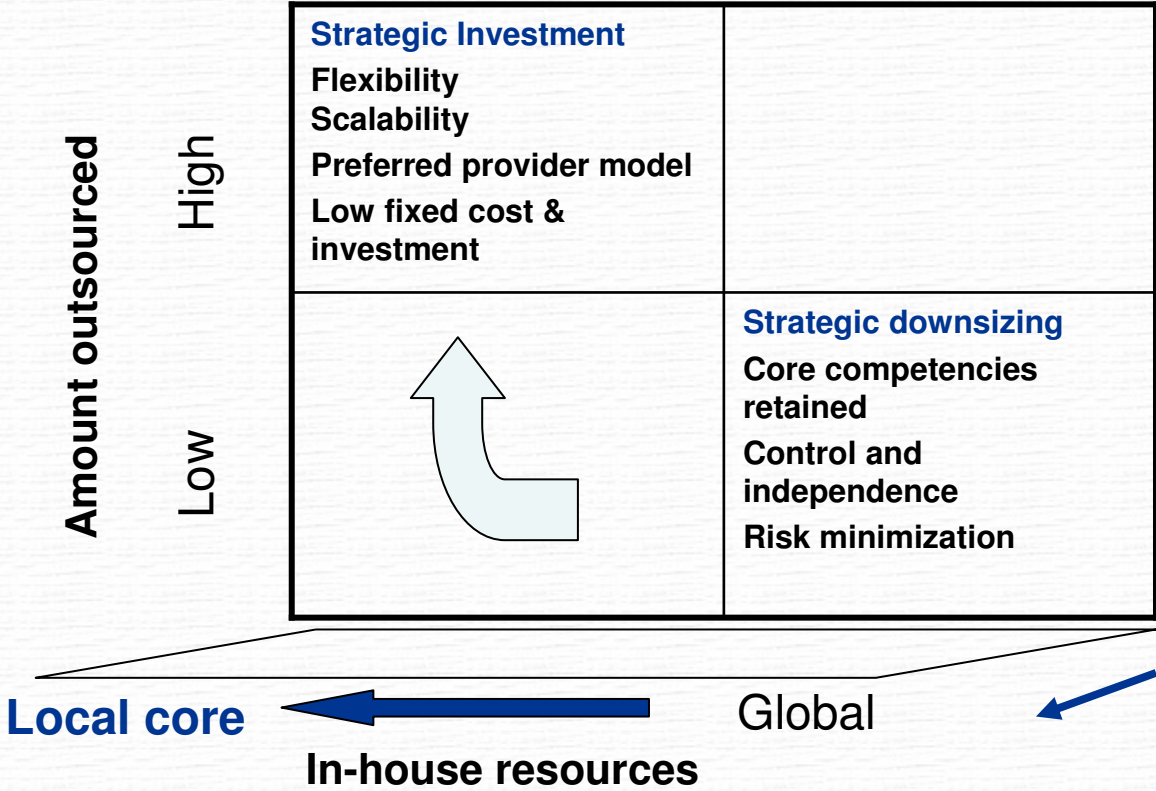 Strategic Investment
Flexibility
Scalability
Preferred provider model
Low fixed cost &
investment
Amount outsourced
High
Low
Strategic downsizing
Core competencies
retained
Control and
independence
Risk minimization
Local core
Global
In-house resources